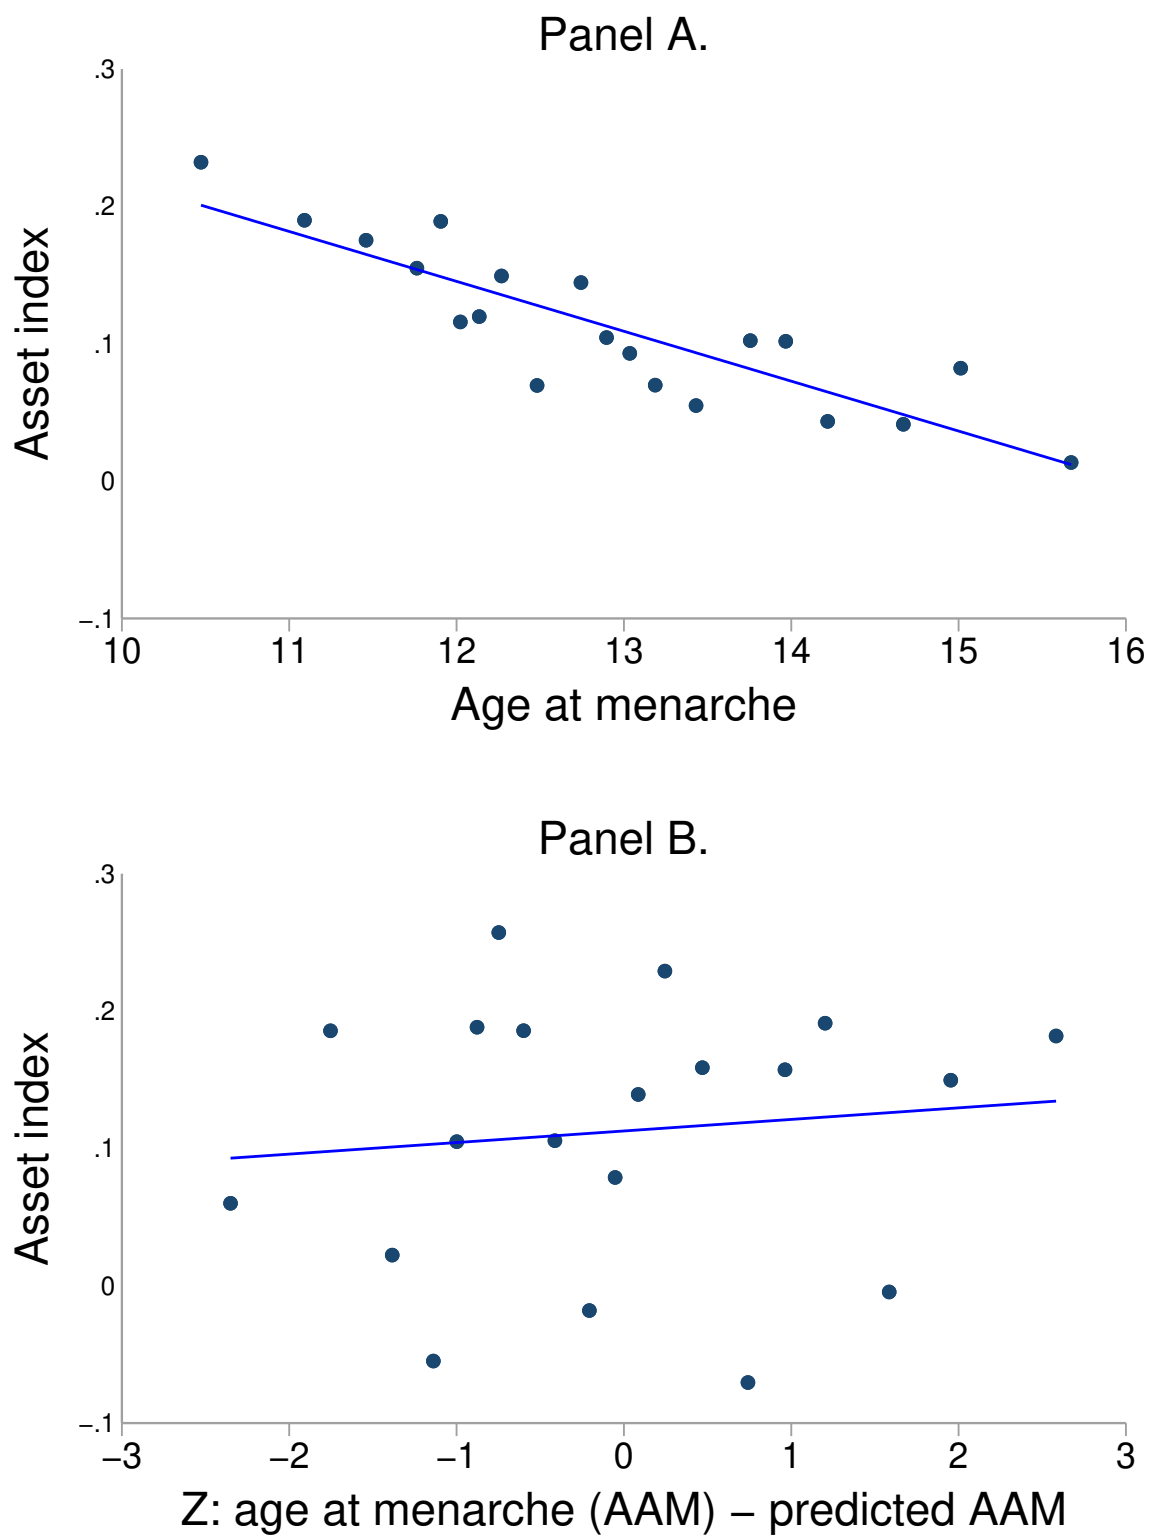 Panel A.
.3
.2
.1
0
−.1
Asset index
10 11 12 13 14 15 16
Age at menarche
Panel B.
.3
.2
.1
0
−.1
Asset index
−3 −2 −1 0 1 2 3
Z: age at menarche (AAM) − predicted AAM